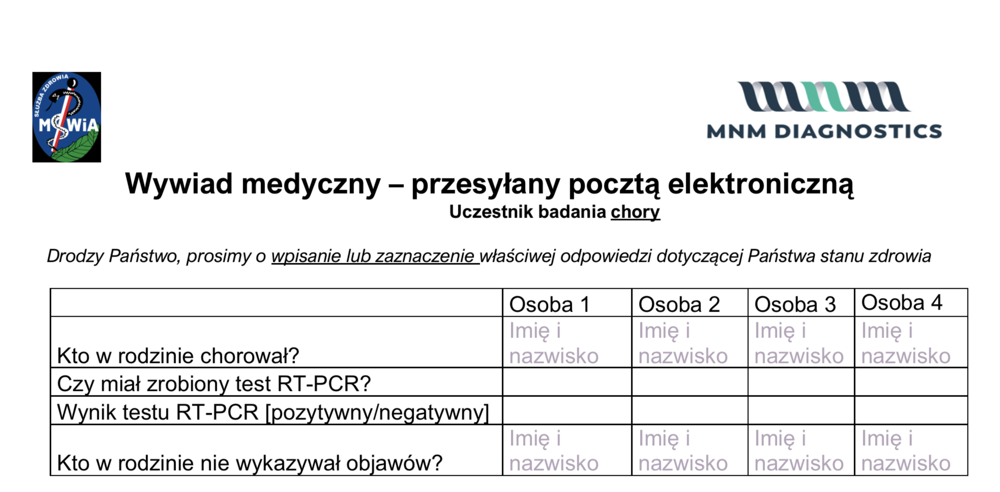 SŁUŻBA ZDROWIA
MSWiA
mnm
MNM DIAGNOSTICS
Wywiad medyczny – przesyłany pocztą elektroniczną
Uczestnik badania chory
Drodzy Państwo, prosimy o wpisanie lub zaznaczenie właściwej odpowiedzi dotyczącej Państwa stanu zdrowia
Osoba 1 Osoba 2 Osoba 3 Osoba 4
Kto w rodzinie chorował? Imię i nazwisko Imię i nazwisko Imię i nazwisko Imię i nazwisko
Czy miał zrobiony test RT-PCR?
Wynik testu RT-PCR [pozytywny/negatywny]
Kto w rodzinie nie wykazywał objawów? Imię i nazwisko Imię i nazwisko Imię i nazwisko Imię i nazwisko